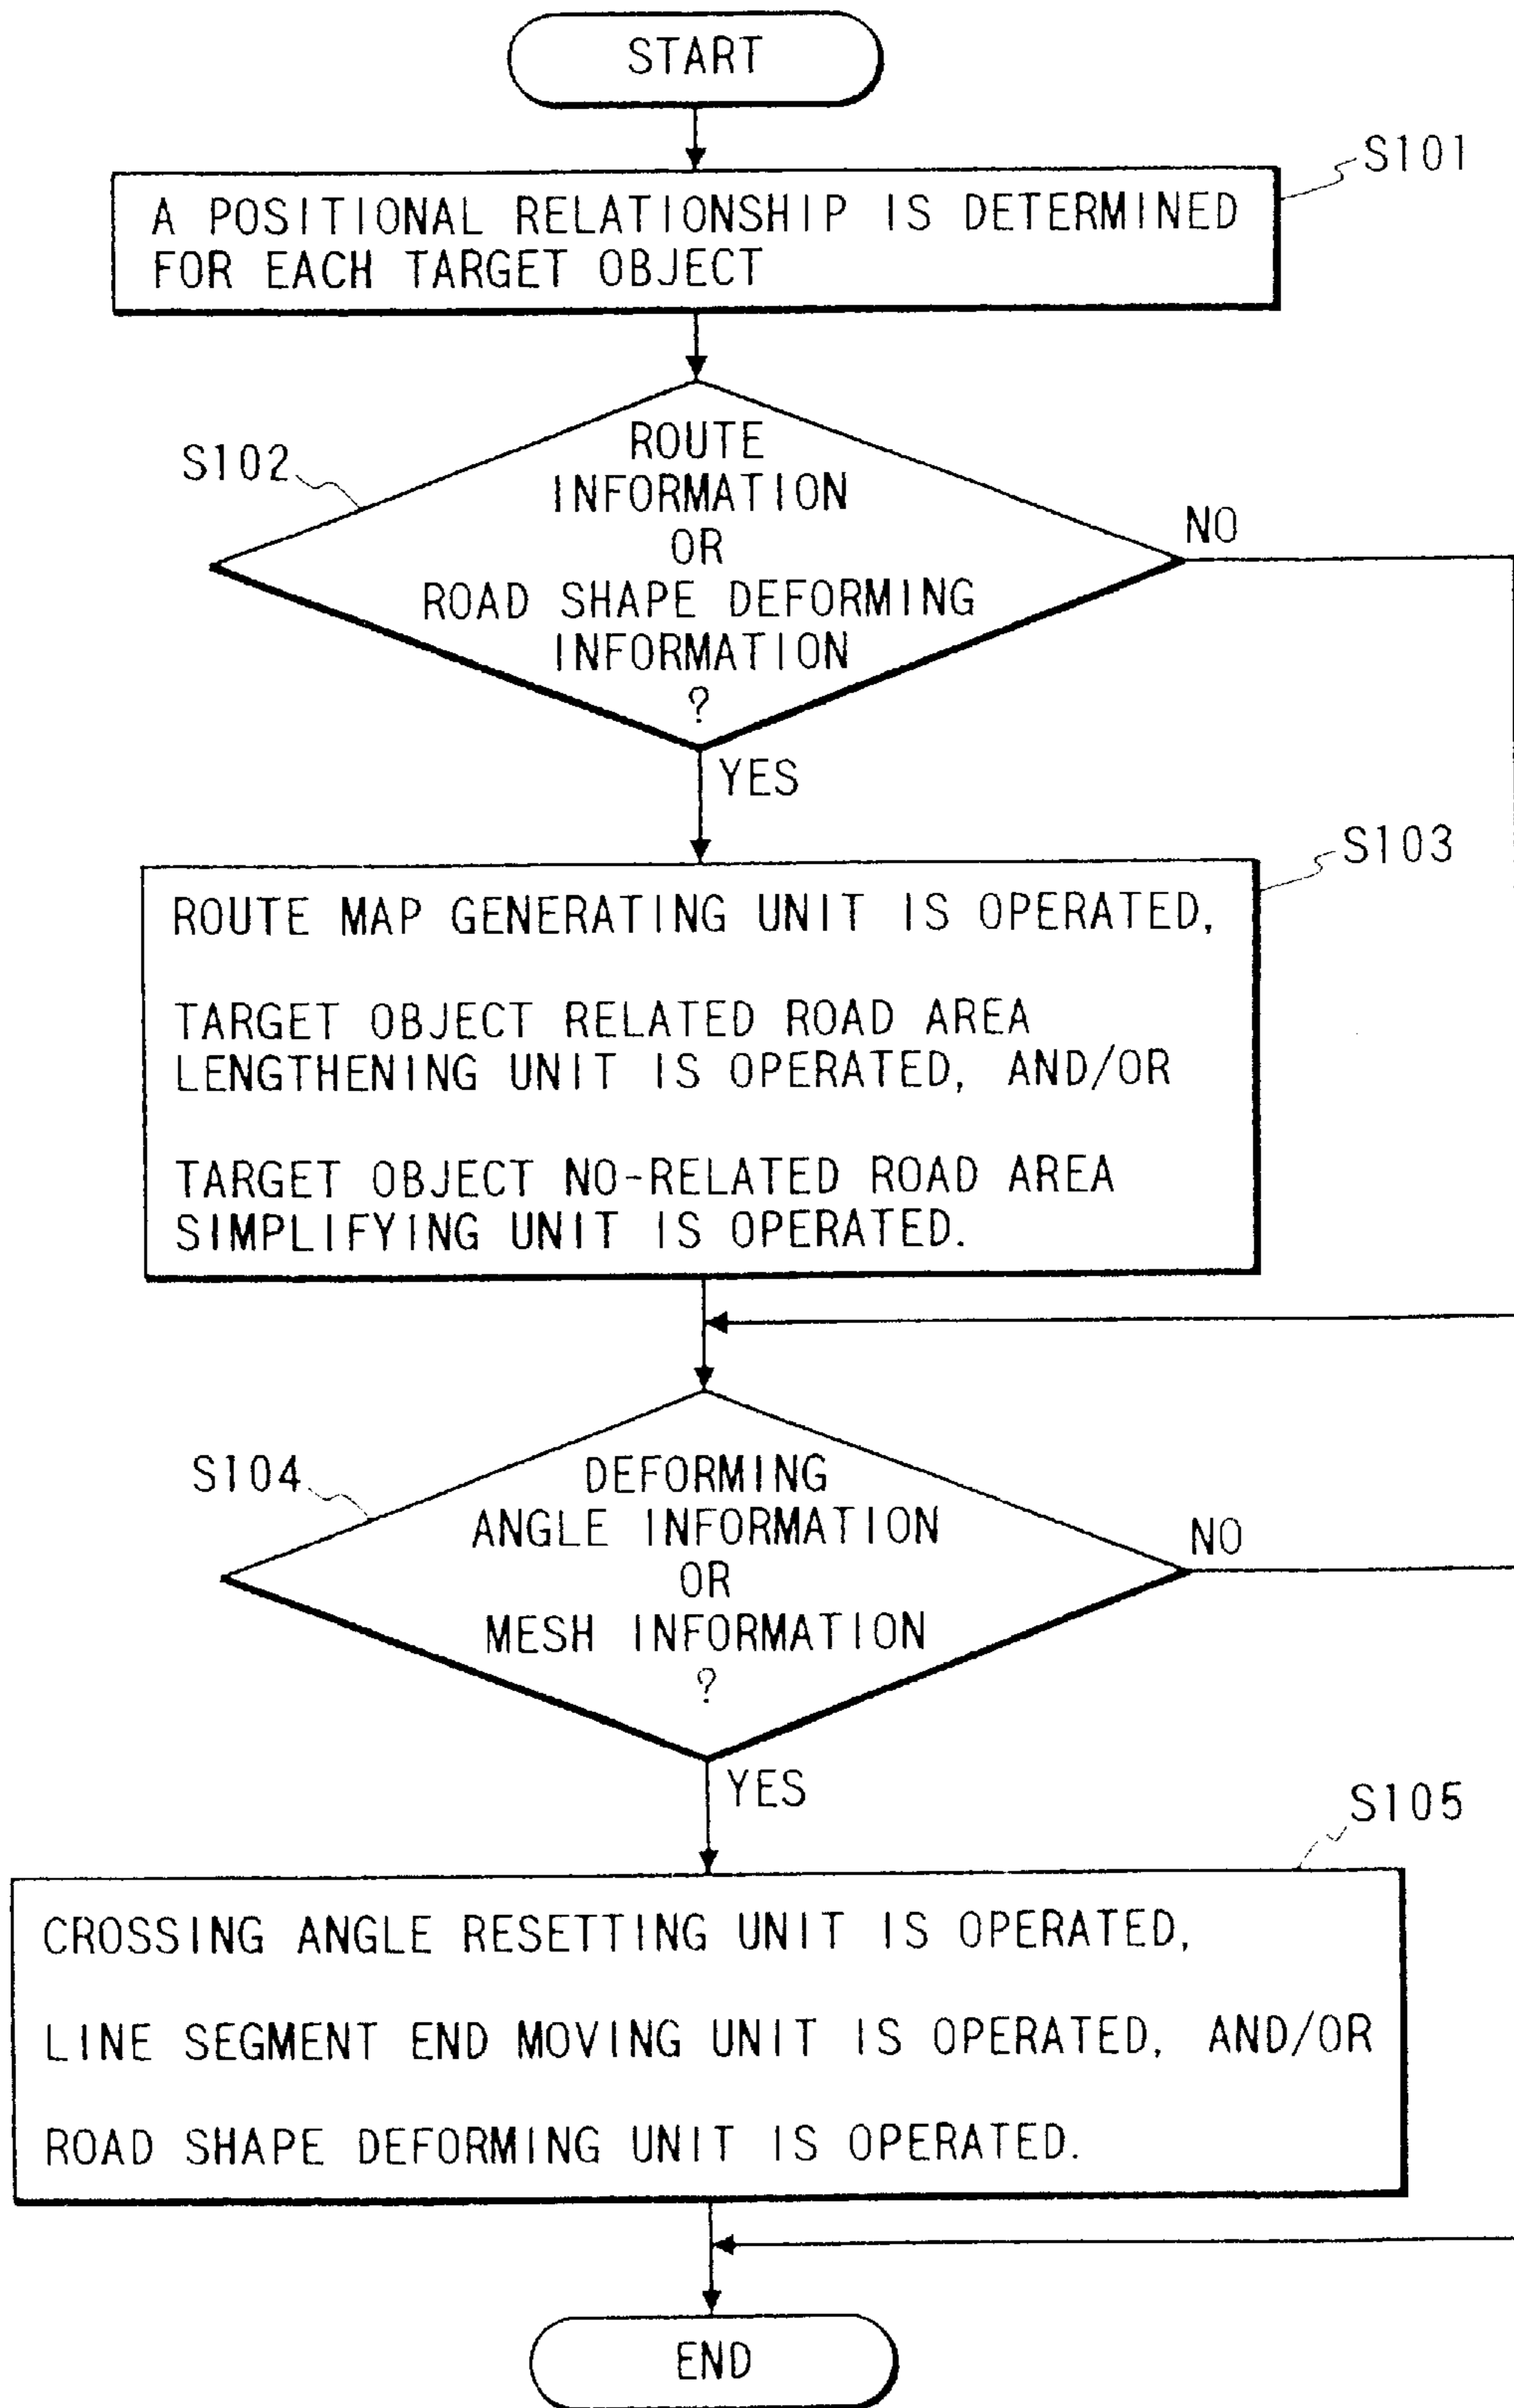 START
S101
A POSITIONAL RELATIONSHIP IS DETERMINED
FOR EACH TARGET OBJECT
S102
ROUTE
INFORMATION
OR
ROAD SHAPE DEFORMING
INFORMATION
?
NO
YES
S103
ROUTE MAP GENERATING UNIT IS OPERATED,
TARGET OBJECT RELATED ROAD AREA
LENGTHENING UNIT IS OPERATED, AND/OR
TARGET OBJECT NO-RELATED ROAD AREA
SIMPLIFYING UNIT IS OPERATED.
S104
DEFORMING
ANGLE INFORMATION
OR
MESH INFORMATION
?
NO
YES
S105
CROSSING ANGLE RESETTING UNIT IS OPERATED,
LINE SEGMENT END MOVING UNIT IS OPERATED, AND/OR
ROAD SHAPE DEFORMING UNIT IS OPERATED.
END